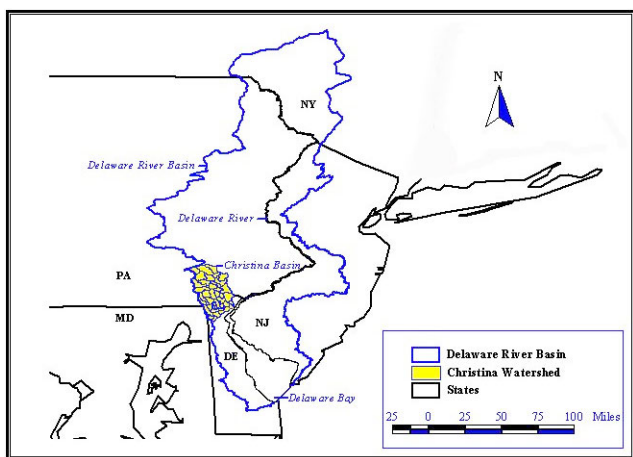 N
NY
Delaware River Basin
Delaware River
Christina Basin
PA
MD
NJ
DE
Delaware River Basin
Christina Watershed
States
Delaware Bay
25 0 25 50 75 100 Miles